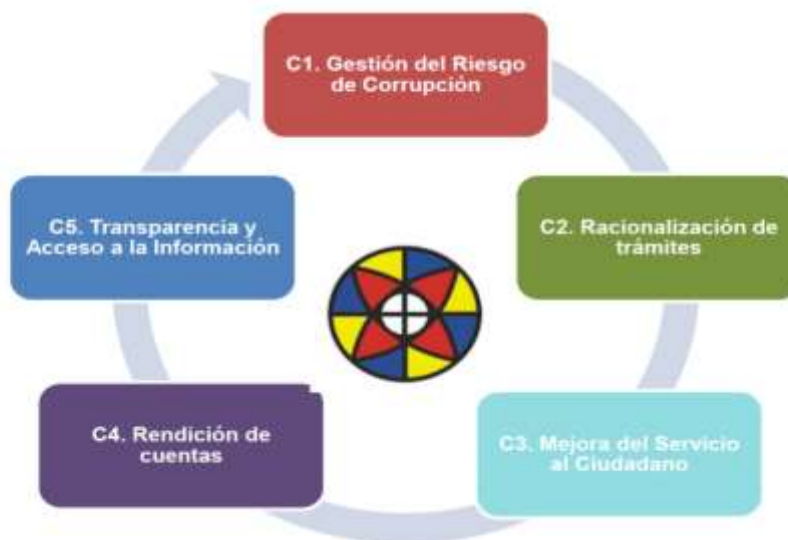 C1. Gestión del Riesgo
de Corrupción
C2. Racionalización de
trámites
C3. Mejora del Servicio
al Ciudadano
C4. Rendición de
cuentas
C5. Transparencia y
Acceso a la Información